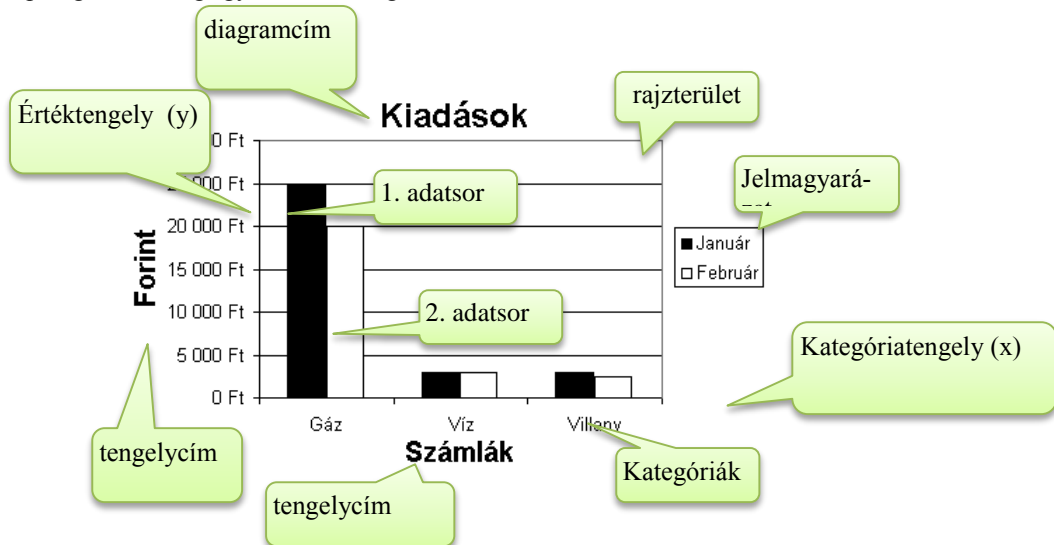 diagramcím
Értéktengely (y)
rajzterület
Kiadások
Ft
1. adatsor
Jelmagyará-
000 Ft
20 000 Ft
Január
Február
Forint
15 000 Ft
10 000 Ft
2. adatsor
5 000 Ft
Kategóriatengely (x)
0 Ft
Gáz
Víz
Villany
tengelycím
Számlák
Kategóriák
tengelycím